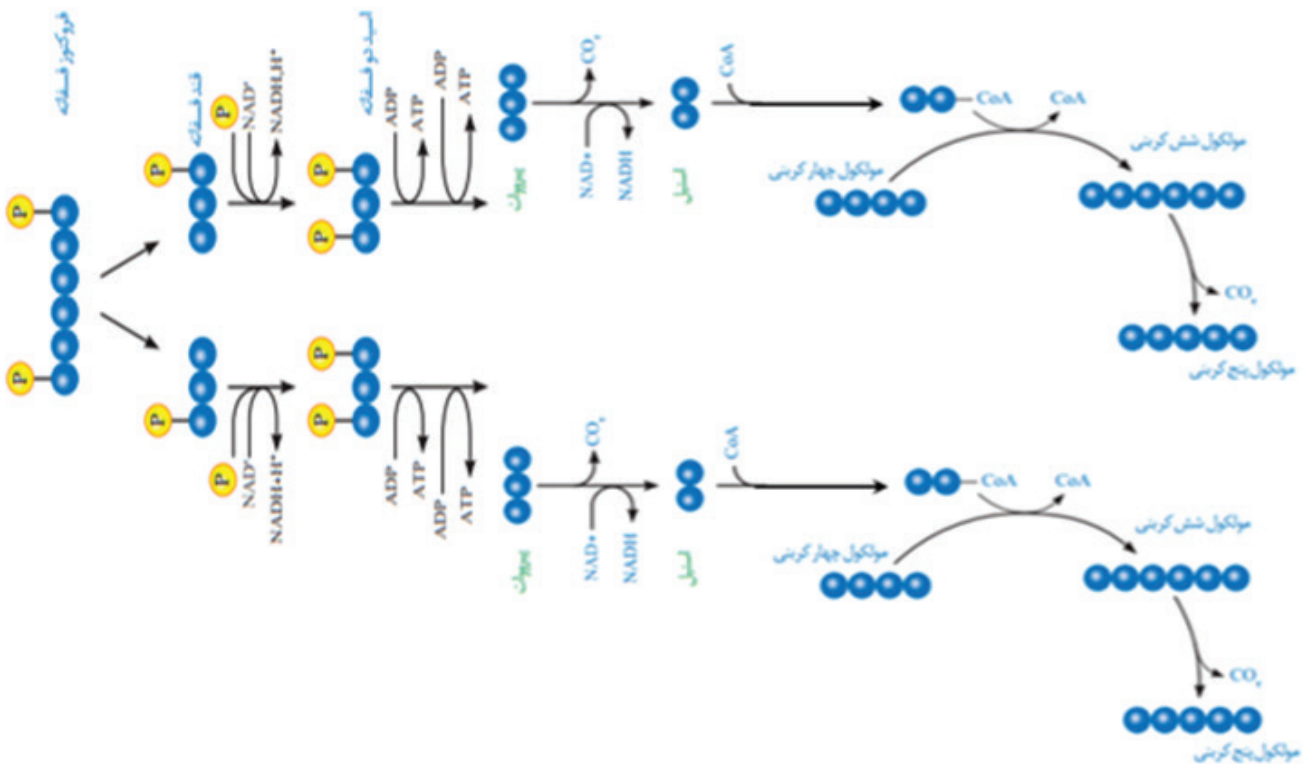 فروکتوز فسفاته
P
P
قند فسفاته
P
P
NAD⁺
NADH,H⁺
اسید دو فسفاته
P
P
ADP
ATP
ADP
ATP
پیرووات
CO₂
NAD+
NADH
استیل
CoA
CoA
CoA
مولکول چهار کربنی
مولکول شش کربنی
CO₂
مولکول پنج کربنی
P
P
NAD⁺
NADH+H⁺
P
P
ADP
ATP
ADP
ATP
پیرووات
CO₂
NAD+
NADH
استیل
CoA
CoA
CoA
مولکول چهار کربنی
مولکول شش کربنی
CO₂
مولکول پنج کربنی